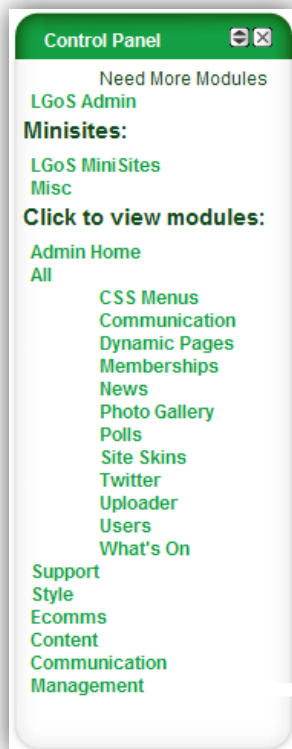 Control Panel
Need More Modules
LGoS Admin
Minisites:
LGoS MiniSites
Misc
Click to view modules:
Admin Home
All
CSS Menus
Communication
Dynamic Pages
Memberships
News
Photo Gallery
Polls
Site Skins
Twitter
Uploader
Users
What's On
Support
Style
Ecomms
Content
Communication
Management